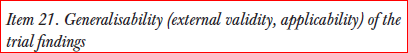 Item 21. Generalisability (external validity, applicability) of the
trial findings